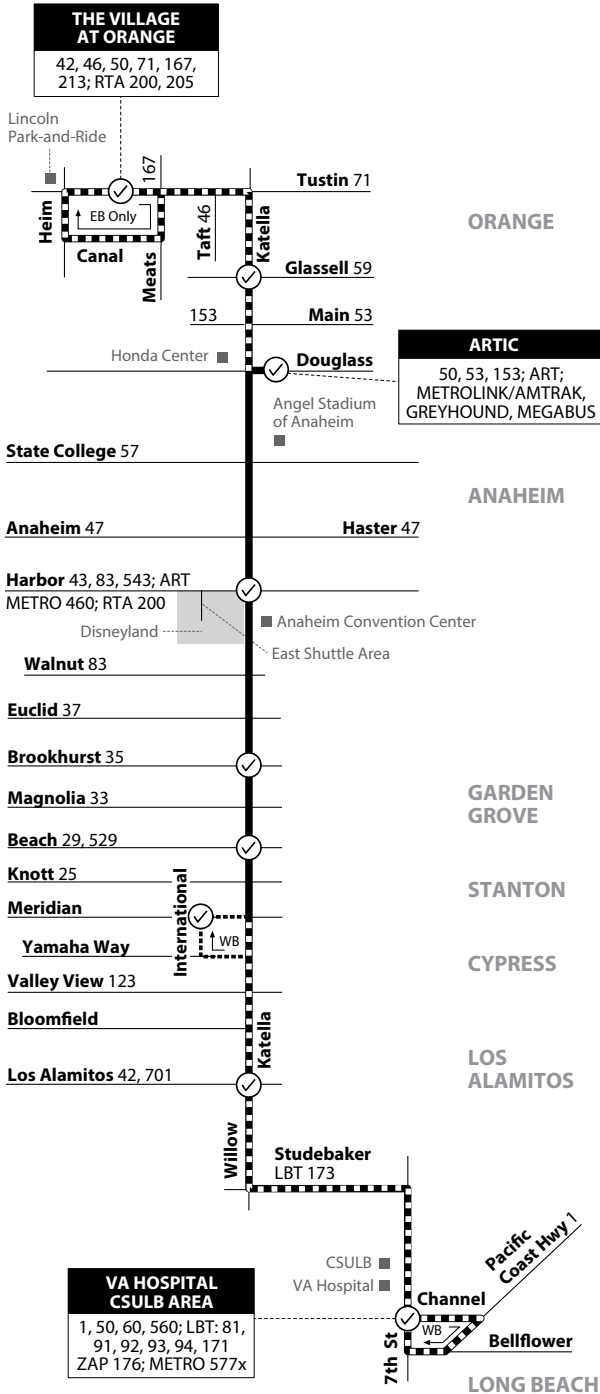 THE VILLAGE
AT ORANGE
42, 46, 50, 71, 167,
213; RTA 200, 205
Lincoln
Park-and-Ride
167
Tustin 71
Heim
EB Only
Canal
Meats
Taft 46
Katella
ORANGE
Glassell 59
153
Main 53
Honda Center
Douglass
ARTIC
50, 53, 153; ART;
METROLINK/AMTRAK,
GREYHOUND, MEGABUS
Angel Stadium
of Anaheim
State College 57
ANAHEIM
Anaheim 47
Haster 47
Harbor 43, 83, 543; ART
METRO 460; RTA 200
Disneyland
Anaheim Convention Center
East Shuttle Area
Walnut 83
Euclid 37
Brookhurst 35
Magnolia 33
GARDEN
GROVE
Beach 29, 529
Knott 25
STANTON
Meridian
International
WB
Yamaha Way
CYPRESS
Valley View 123
Bloomfield
Katella
LOS
ALAMITOS
Los Alamitos 42, 701
Willow
Studebaker
LBT 173
CSULB
VA Hospital
Pacific
Coast Hwy 1
VA HOSPITAL
CSULB AREA
1, 50, 60, 560; LBT: 81,
91, 92, 93, 94, 171
ZAP 176; METRO 577x
Channel
WB
7th St
Bellflower
LONG BEACH